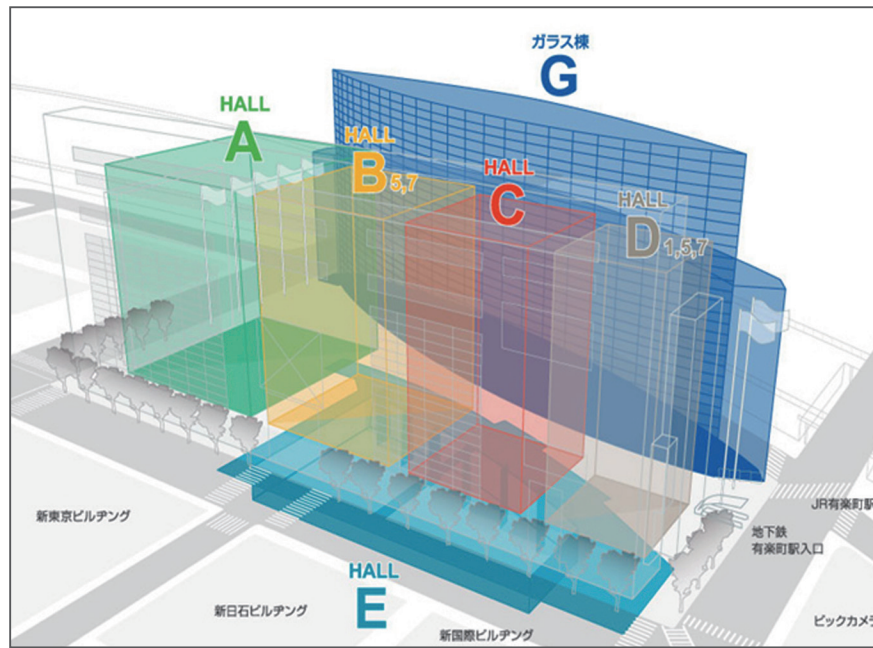 ガラス棟
G
HALL
A
HALL
B5,7
HALL
C
HALL
D1,5,7
新東京ビルヂング
JR有楽町駅
地下鉄
有楽町駅入口
HALL
E
新日石ビルヂング
新国際ビルヂング
ビックカメラ